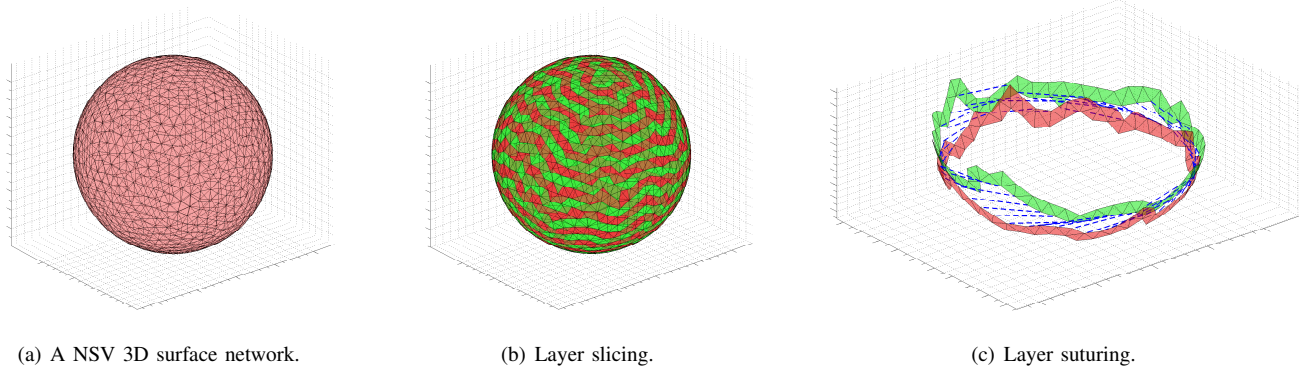 (a) A NSV 3D surface network.
(b) Layer slicing.
(c) Layer suturing.